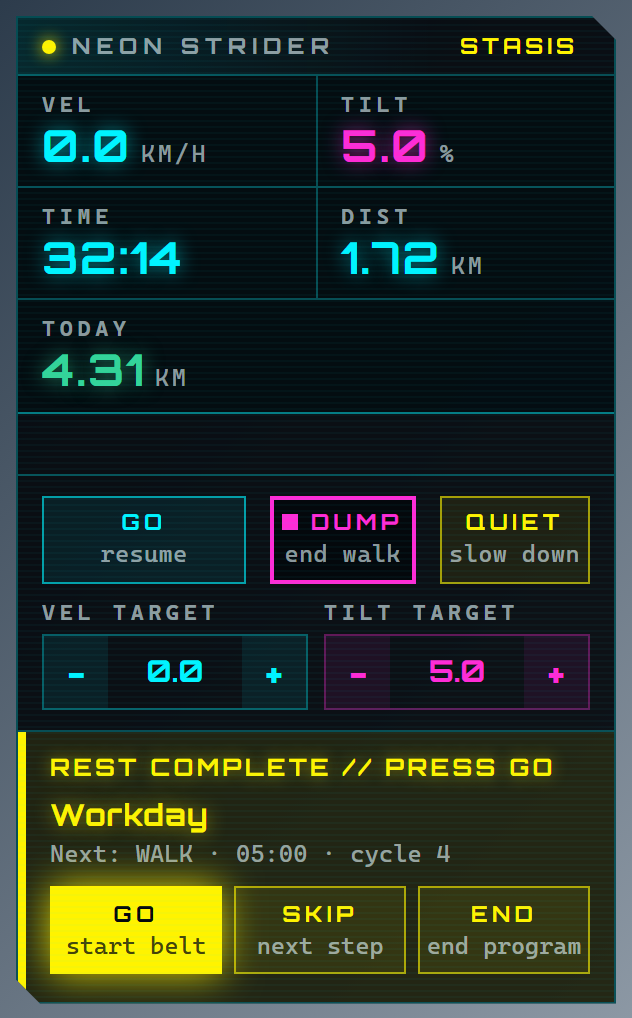 NEON STRIDER STASIS
VEL TILT
0.0 KM/H 5.0 %
TIME DIST
32:14 1.72 KM
TODAY
4.31 KM
GO DUMP QUIET
resume end walk slow down
VEL TARGET TILT TARGET
− 0.0 + − 5.0 +
REST COMPLETE // PRESS GO
Workday
Next: WALK · 05:00 · cycle 4
GO SKIP END
start belt next step end program